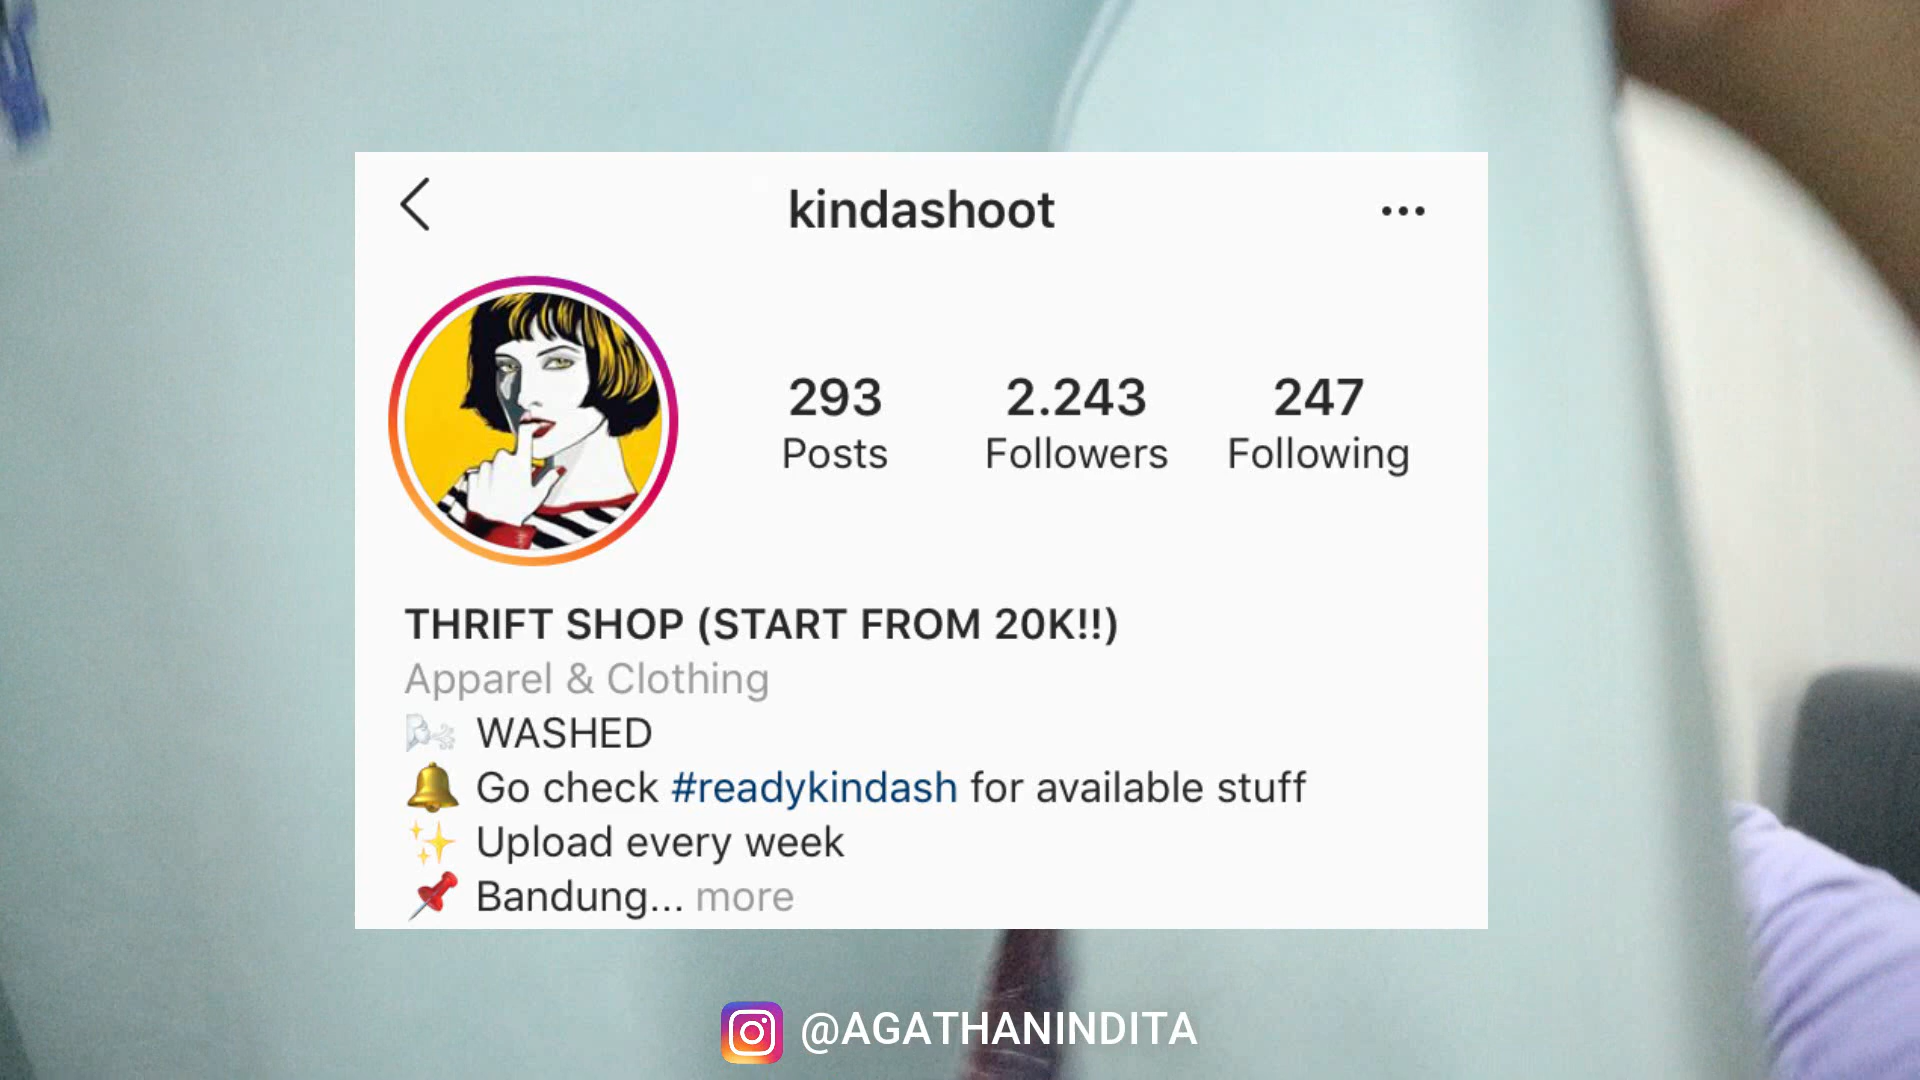 kindashoot
293 2.243 247
Posts Followers Following
THRIFT SHOP (START FROM 20K!!)
Apparel & Clothing
🌬 WASHED
🔔 Go check #readykindash for available stuff
✨ Upload every week
📌 Bandung... more
@AGATHANINDITA